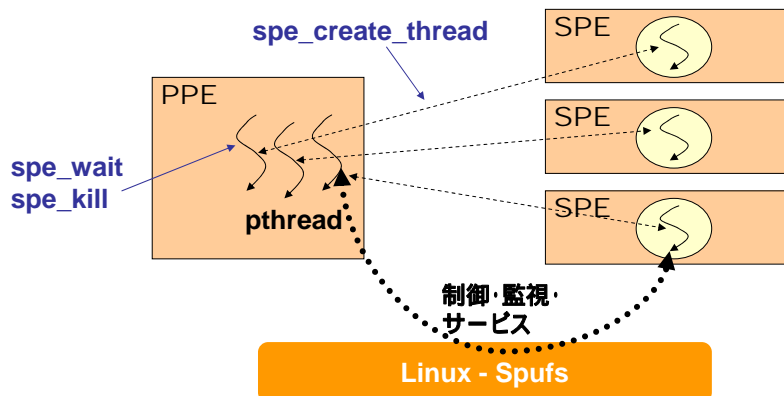 spe_create_thread
SPE
PPE
SPE
spe_wait
spe_kill
SPE
pthread
制御・監視・
サービス
Linux - Spufs